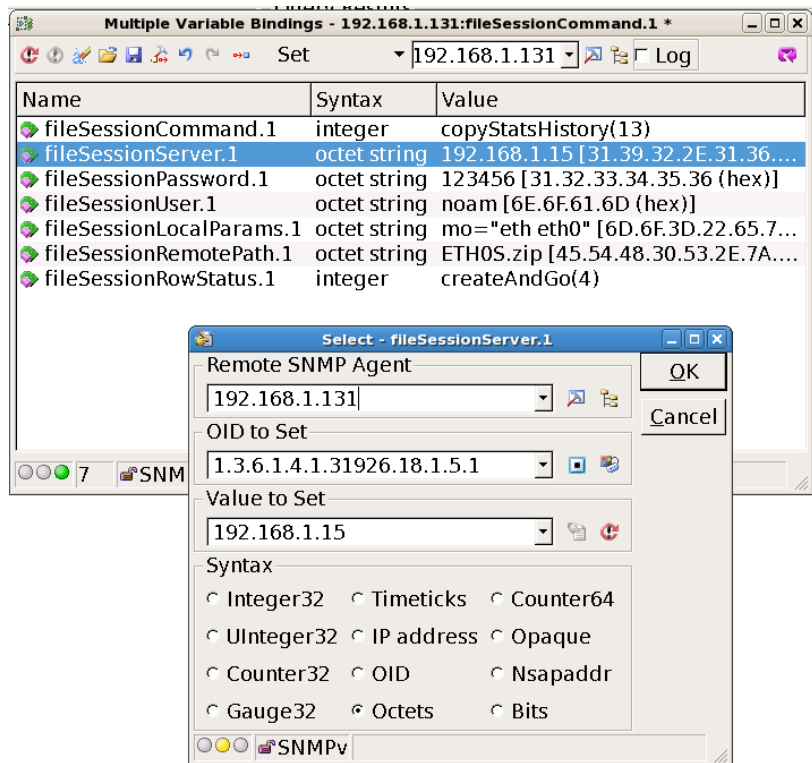 Multiple Variable Bindings - 192.168.1.131:fileSessionCommand.1 *
Set 192.168.1.131 Log
Name Syntax Value
fileSessionCommand.1 integer copyStatsHistory(13)
fileSessionServer.1 octet string 192.168.1.15 [31.39.32.2E.31.36....
fileSessionPassword.1 octet string 123456 [31.32.33.34.35.36 (hex)]
fileSessionUser.1 octet string noam [6E.6F.61.6D (hex)]
fileSessionLocalParams.1 octet string mo="eth eth0" [6D.6F.3D.22.65.7...
fileSessionRemotePath.1 octet string ETH0S.zip [45.54.48.30.53.2E.7A....
fileSessionRowStatus.1 integer createAndGo(4)
7 SNM
Select - fileSessionServer.1
Remote SNMP Agent
OK
192.168.1.131
Cancel
OID to Set
1.3.6.1.4.1.31926.18.1.5.1
Value to Set
192.168.1.15
Syntax
Integer32 Timeticks Counter64
UInteger32 IP address Opaque
Counter32 OID Nsapaddr
Gauge32 Octets Bits
SNMPv